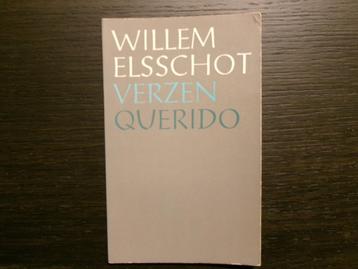 WILLEM
ELSSCHOT
VERZEN
QUERIDO